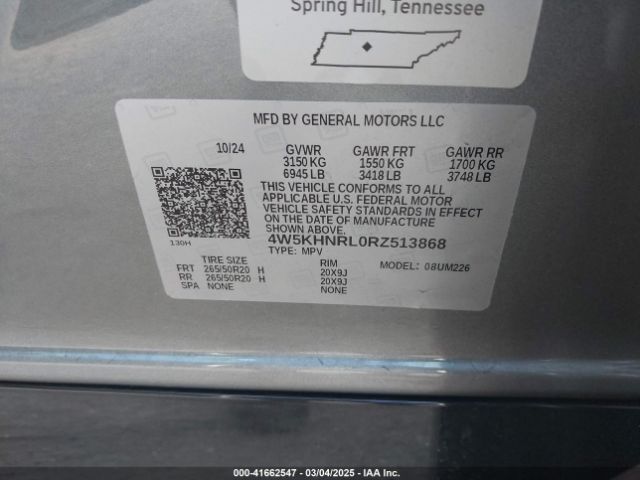 Spring Hill, Tennessee
MFD BY GENERAL MOTORS LLC
10/24 GVWR GAWR FRT GAWR RR
3150 KG 1550 KG 1700 KG
6945 LB 3418 LB 3748 LB
THIS VEHICLE CONFORMS TO ALL
APPLICABLE U.S. FEDERAL MOTOR
VEHICLE SAFETY STANDARDS IN
EFFECT ON THE DATE OF MANUFACTURE
SHOWN ABOVE.
130H 4W5KHNRL0RZ513868
TYPE: MPV MODEL: 08UM226
TIRE SIZE RIM
FRT 265/50R20 H 20X9J
RR 265/50R20 H 20X9J
SPA NONE NONE
000-41662547 - 03/04/2025 - IAA Inc.